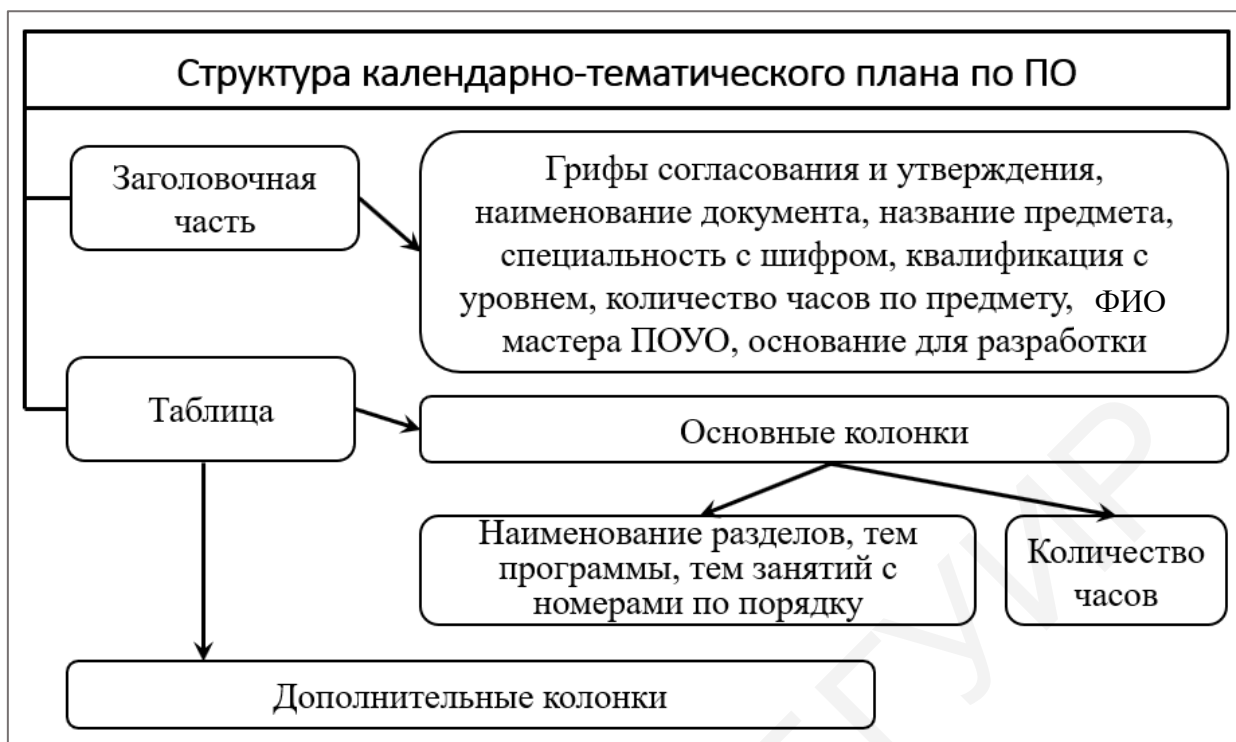 Структура календарно-тематического плана по ПО
Заголовочная
часть
Грифы согласования и утверждения,
наименование документа, название предмета,
специальность с шифром, квалификация с
уровнем, количество часов по предмету, ФИО
мастера ПОУО, основание для разработки
Таблица
Основные колонки
Наименование разделов, тем
программы, тем занятий с
номерами по порядку
Количество
часов
Дополнительные колонки